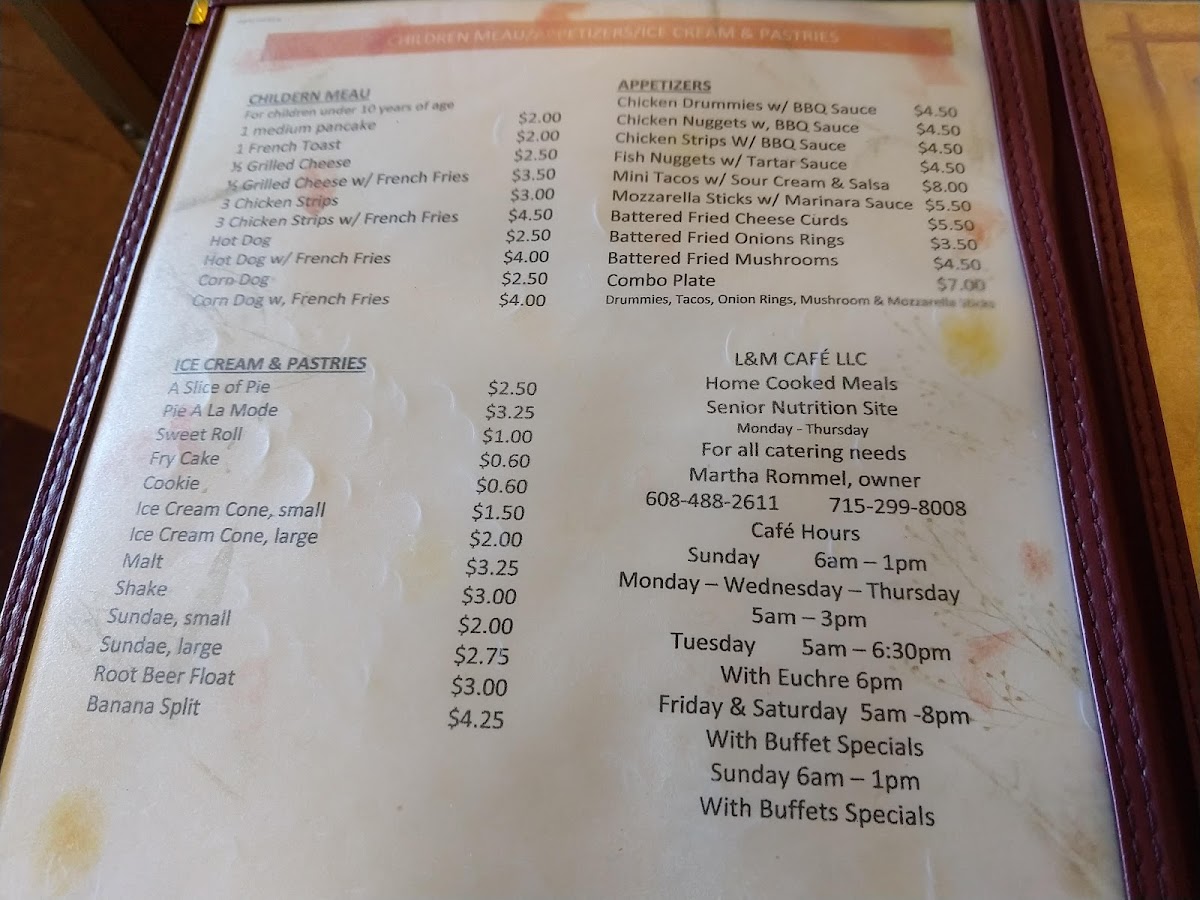 CHILDREN MEAU/APPETIZERS/ICE CREAM & PASTRIES
CHILDERN MEAU
For children under 10 years of age
1 medium pancake $2.00
1 French Toast $2.00
½ Grilled Cheese $2.50
½ Grilled Cheese w/ French Fries $3.50
3 Chicken Strips $3.00
3 Chicken Strips w/ French Fries $4.50
Hot Dog $2.50
Hot Dog w/ French Fries $4.00
Corn Dog $2.50
Corn Dog w, French Fries $4.00
APPETIZERS
Chicken Drummies w/ BBQ Sauce $4.50
Chicken Nuggets w, BBQ Sauce $4.50
Chicken Strips W/ BBQ Sauce $4.50
Fish Nuggets w/ Tartar Sauce $4.50
Mini Tacos w/ Sour Cream & Salsa $8.00
Mozzarella Sticks w/ Marinara Sauce $5.50
Battered Fried Cheese Curds $5.50
Battered Fried Onions Rings $3.50
Battered Fried Mushrooms $4.50
Combo Plate $7.00
Drummies, Tacos, Onion Rings, Mushroom & Mozzarella Sticks
ICE CREAM & PASTRIES
A Slice of Pie $2.50
Pie A La Mode $3.25
Sweet Roll $1.00
Fry Cake $0.60
Cookie $0.60
Ice Cream Cone, small $1.50
Ice Cream Cone, large $2.00
Malt $3.25
Shake $3.00
Sundae, small $2.00
Sundae, large $2.75
Root Beer Float $3.00
Banana Split $4.25
L&M CAFÉ LLC
Home Cooked Meals
Senior Nutrition Site
Monday - Thursday
For all catering needs
Martha Rommel, owner
608-488-2611 715-299-8008
Café Hours
Sunday 6am – 1pm
Monday – Wednesday – Thursday
5am – 3pm
Tuesday 5am – 6:30pm
With Euchre 6pm
Friday & Saturday 5am -8pm
With Buffet Specials
Sunday 6am – 1pm
With Buffets Specials